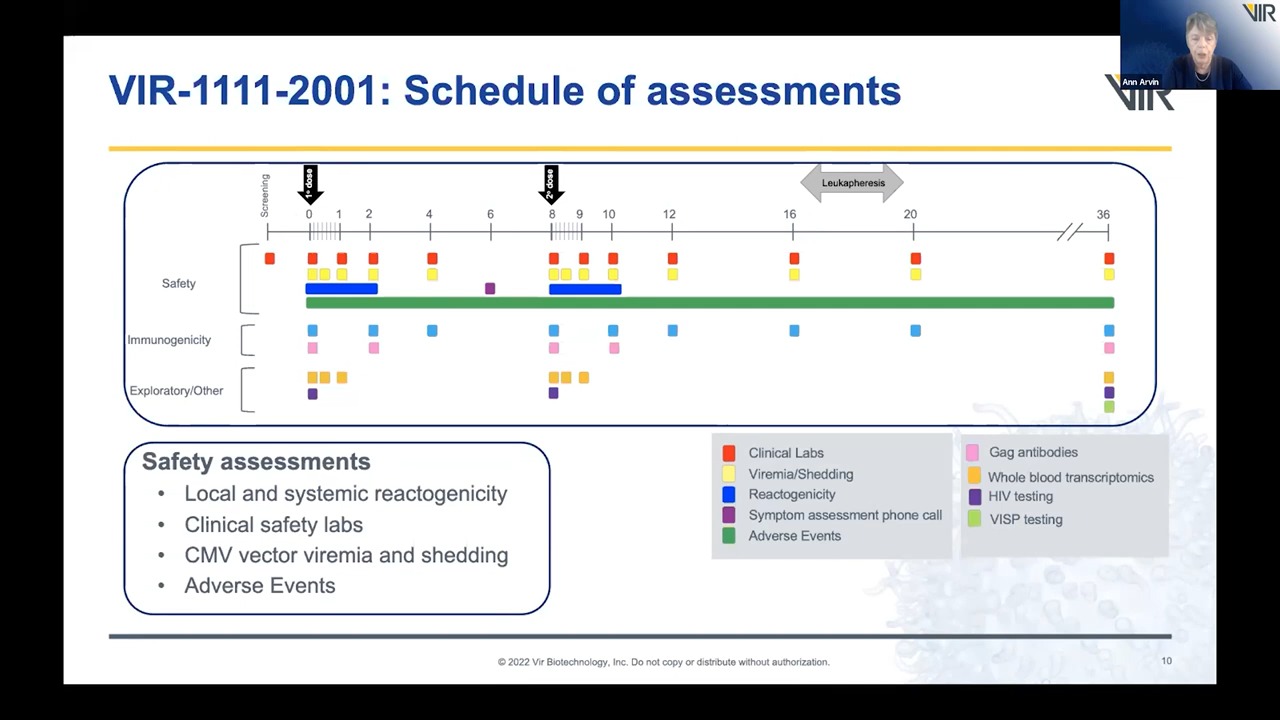 VIR
Ann Arvin
VIR-1111-2001: Schedule of assessments
VIR
Screening
1st dose
Leukapheresis
0 1 2 4 6 8 9 10 12 16 20 36
Safety
Immunogenicity
Exploratory/Other
Safety assessments
• Local and systemic reactogenicity
• Clinical safety labs
• CMV vector viremia and shedding
• Adverse Events
Clinical Labs
Viremia/Shedding
Reactogenicity
Symptom assessment phone call
Adverse Events
Gag antibodies
Whole blood transcriptomics
HIV testing
VISP testing
© 2022 Vir Biotechnology, Inc. Do not copy or distribute without authorization.
10